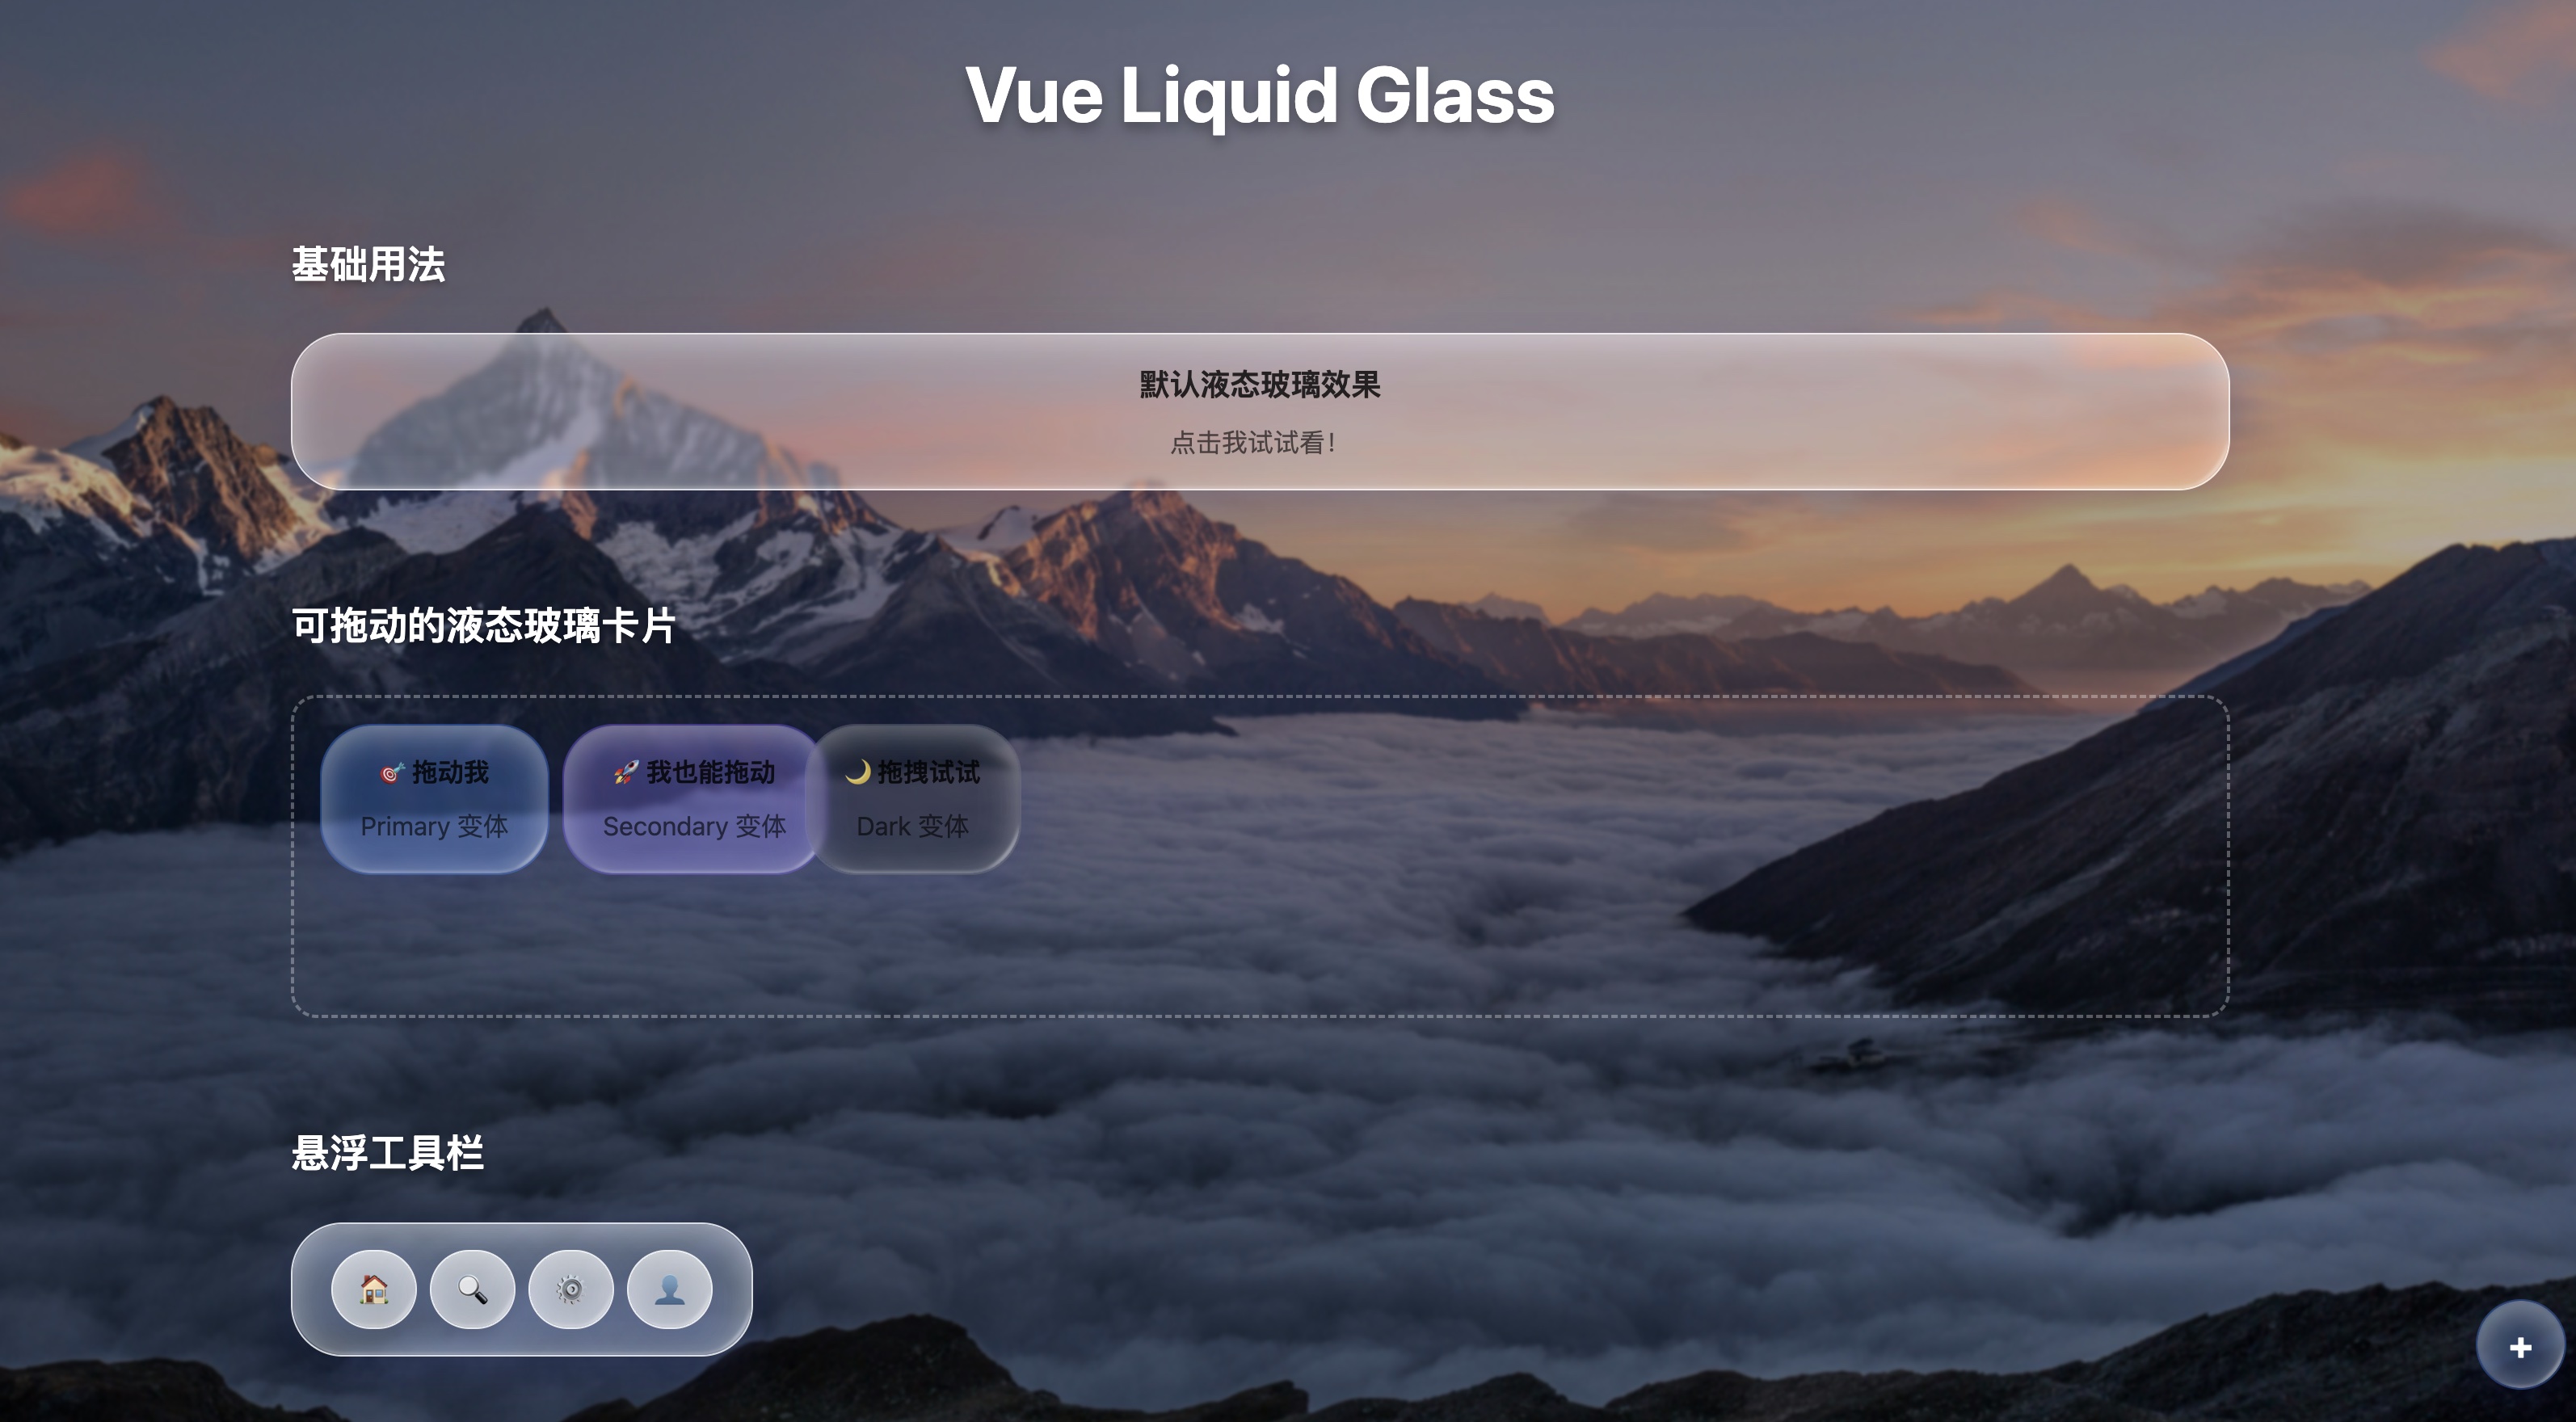 Vue Liquid Glass
基础用法
默认液态玻璃效果
点击我试试看！
可拖动的液态玻璃卡片
🎯 拖动我
Primary 变体
🚀 我也能拖动
Secondary 变体
🌙 拖拽试试
Dark 变体
悬浮工具栏
+